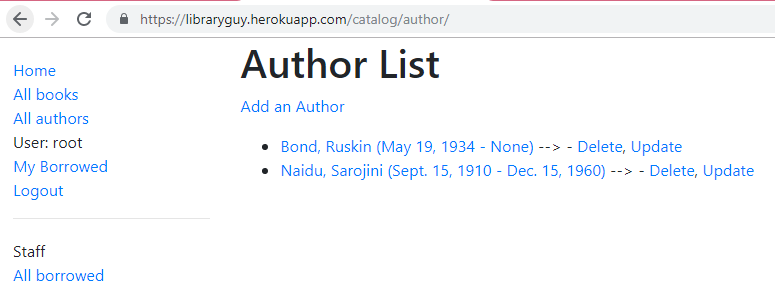 https://libraryguy.herokuapp.com/catalog/author/
Author List
Home
All books
All authors
User: root
My Borrowed
Logout
Staff
All borrowed
Add an Author
Bond, Ruskin (May 19, 1934 - None) --> - Delete, Update
Naidu, Sarojini (Sept. 15, 1910 - Dec. 15, 1960) --> - Delete, Update